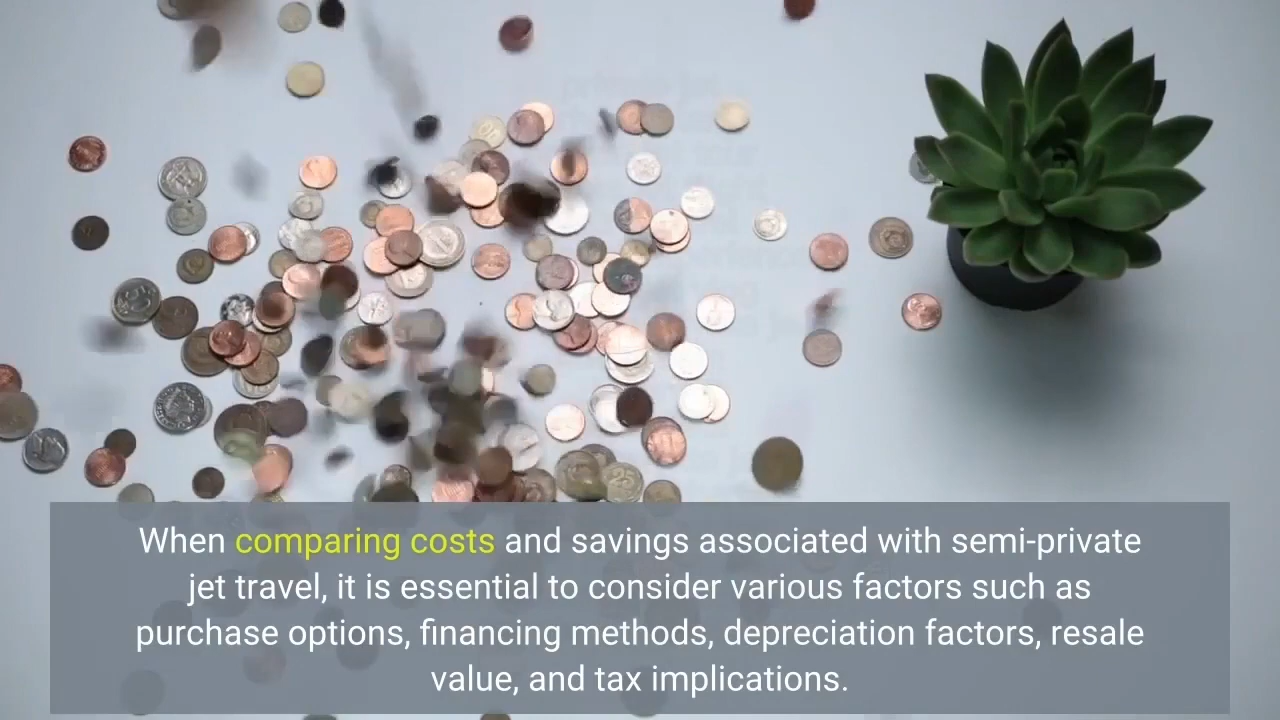 When comparing costs and savings associated with semi-private
jet travel, it is essential to consider various factors such as
purchase options, financing methods, depreciation factors, resale
value, and tax implications.